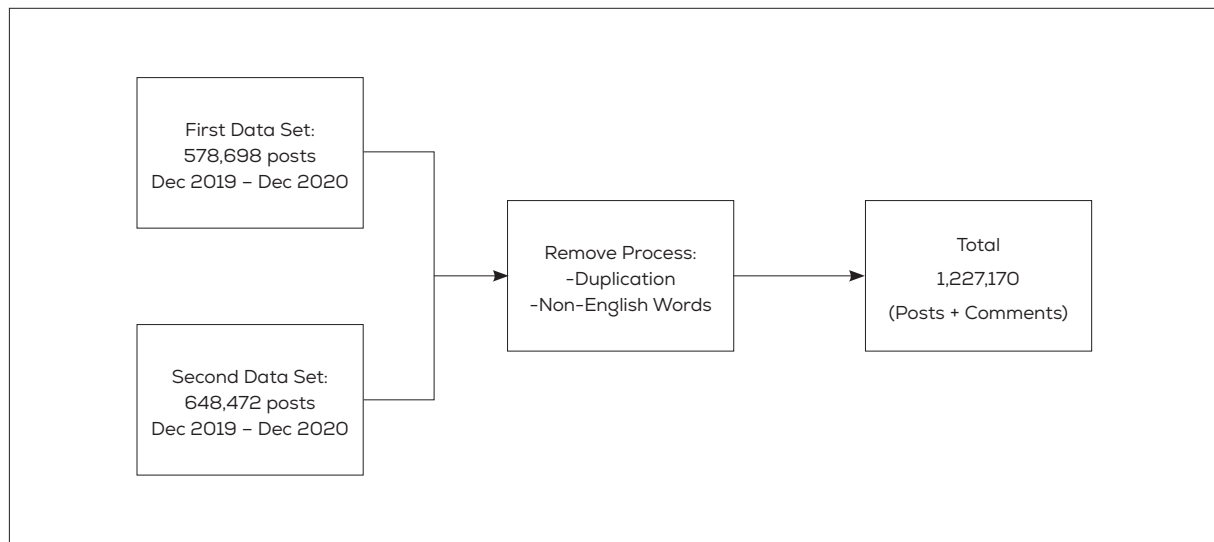 First Data Set:
578,698 posts
Dec 2019 – Dec 2020
Second Data Set:
648,472 posts
Dec 2019 – Dec 2020
Remove Process:
-Duplication
-Non-English Words
Total
1,227,170
(Posts + Comments)